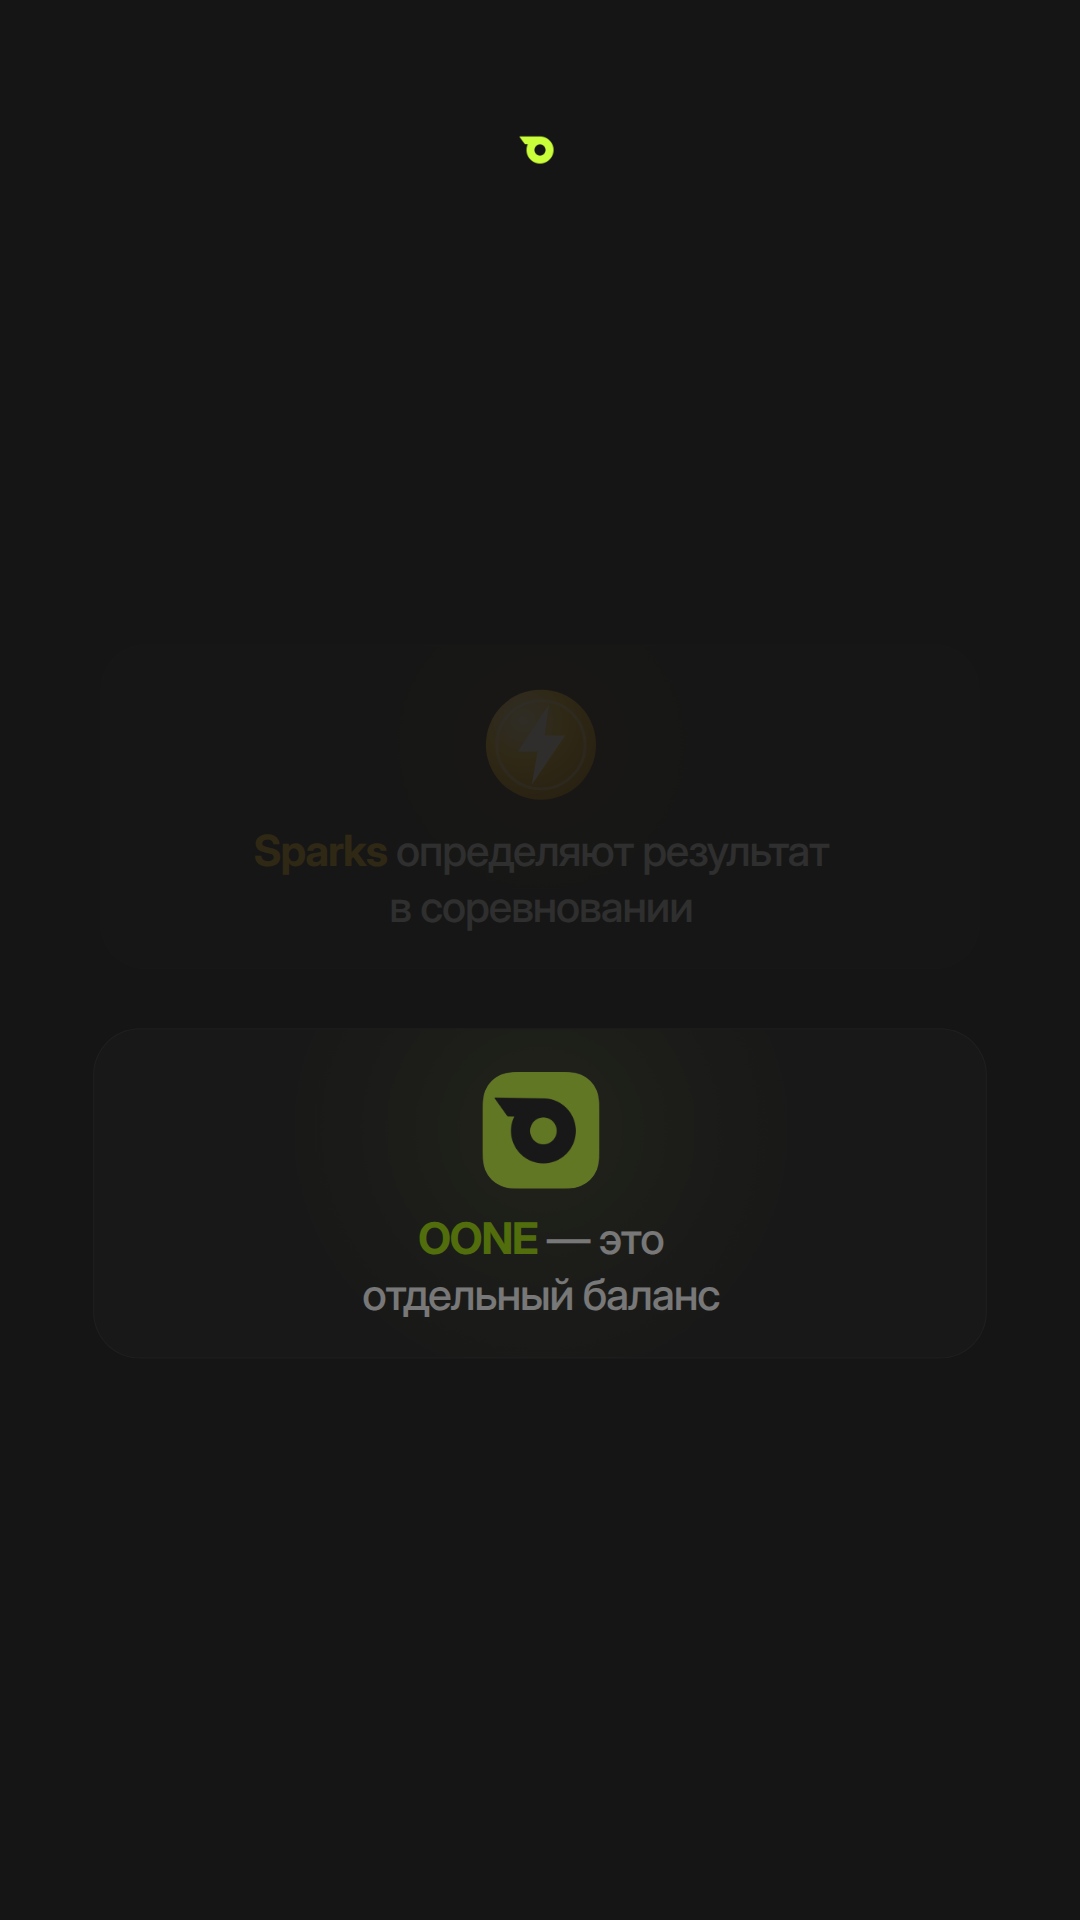 Sparks определяют результат
в соревновании
OONE — это
отдельный баланс